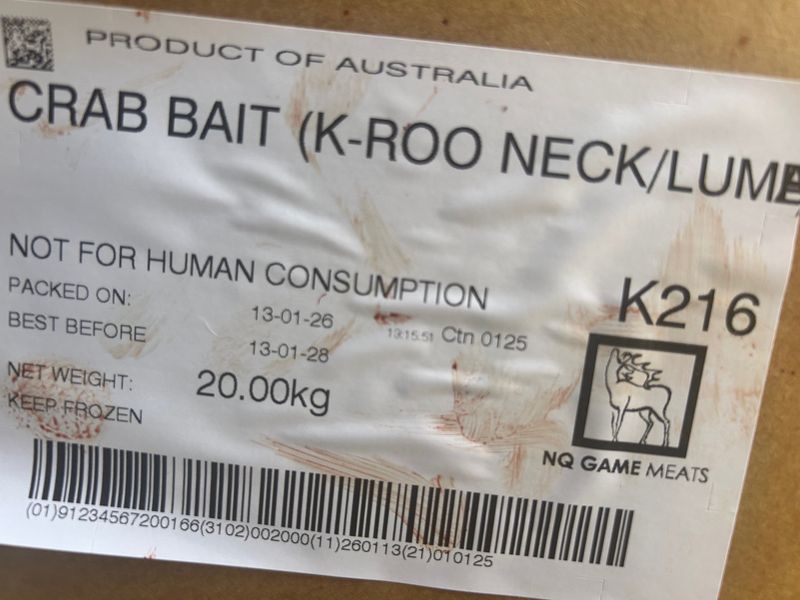 PRODUCT OF AUSTRALIA
CRAB BAIT (K-ROO NECK/
NOT FOR HUMAN CONSUMPTION
K216
PACKED ON: 13-01-26 13:15:51 Ctn 0125
BEST BEFORE 13-01-28
NET WEIGHT: 20.00kg
KEEP FROZEN
NQ GAME MEATS
(01)91234567200166(3102)002000(11)260113(21)010125